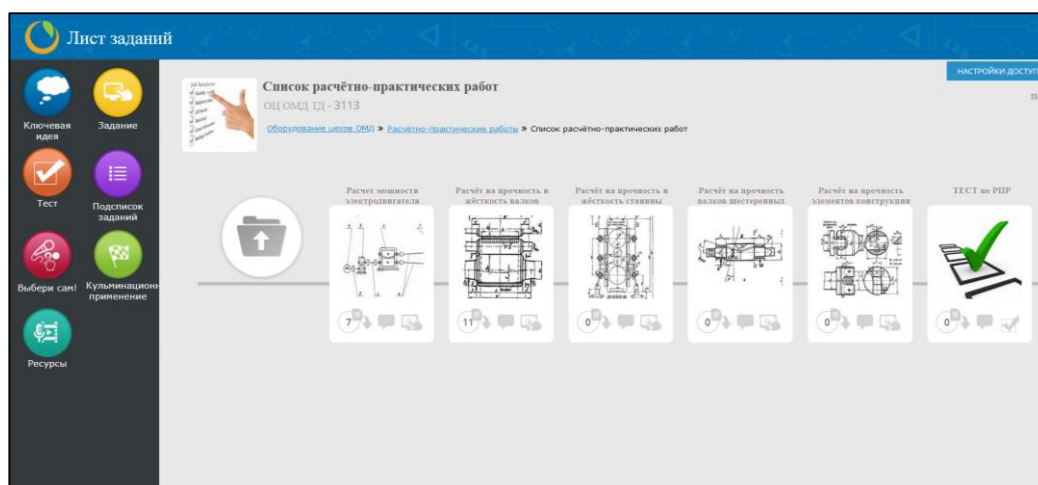 Лист заданий
НАСТРОЙКИ ДОСТУП
Список расчётно-практических работ
ОЦ ОМД ТД - 3113
Оборудование цехов ОМД » Расчётно-практические работы » Список расчётно-практических работ
Ключевая
идея
Задание
Тест
Подсписок
заданий
Выбери сам!
Кульминационн
применение
Ресурсы
Расчет мощности
электродвигателя
7
Расчёт на прочность и
жёсткость валков
11
Расчёт на прочность и
жёсткость станины
0
Расчёт на прочность
валков шестеренных
0
Расчёт на прочность
элементов конструкции
0
ТЕСТ по РПР
0